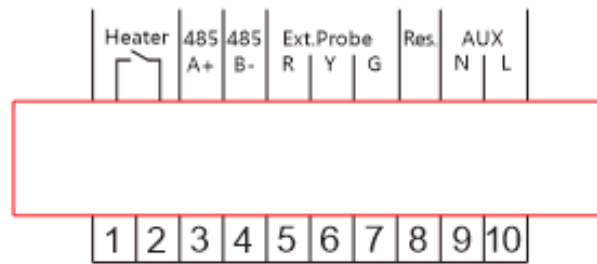 Heater 485 485 Ext.Probe Res. AUX
A+ B- R Y G N L
1 2 3 4 5 6 7 8 9 10